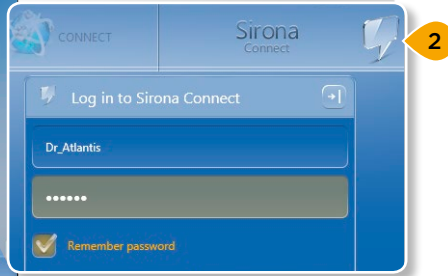 CONNECT
Sirona
Connect
2
Log in to Sirona Connect
Dr_Atlantis
••••••
Remember password